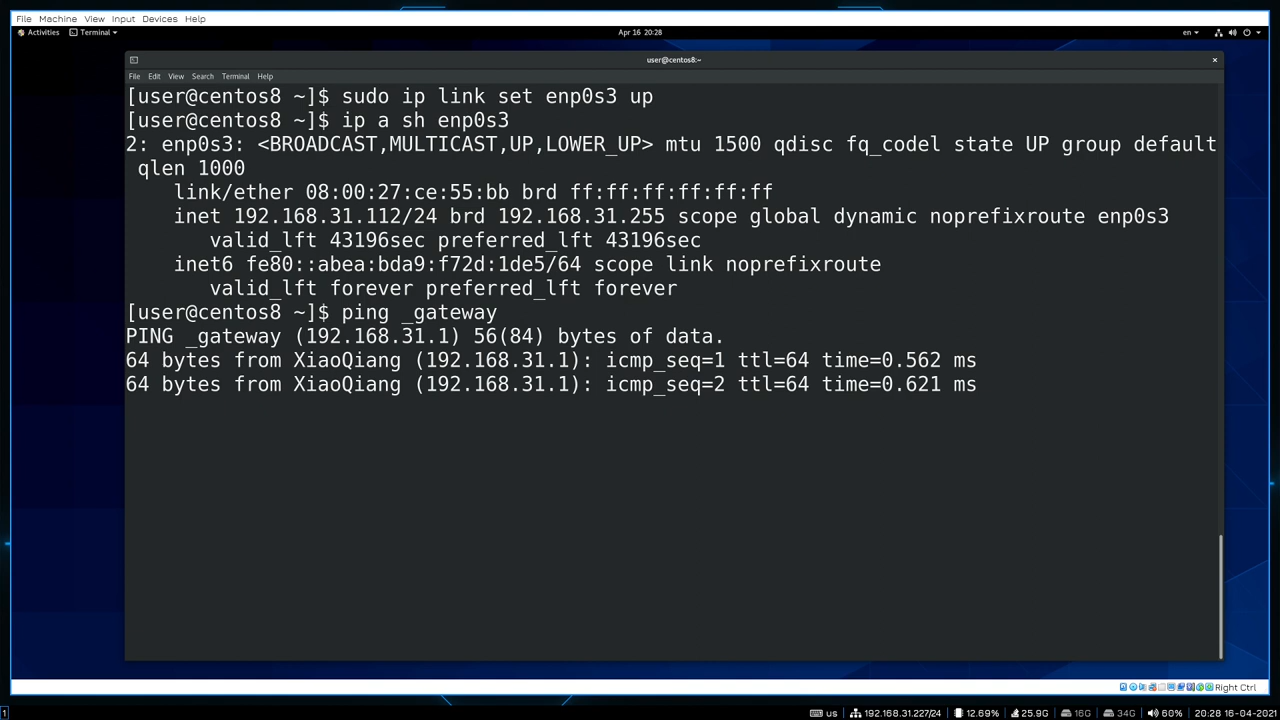 File Machine View Input Devices Help
Activities Terminal Apr 16 20:28 en
user@centos8:~
File Edit View Search Terminal Help
[user@centos8 ~]$ sudo ip link set enp0s3 up
[user@centos8 ~]$ ip a sh enp0s3
2: enp0s3: <BROADCAST,MULTICAST,UP,LOWER_UP> mtu 1500 qdisc fq_codel state UP group default
qlen 1000
link/ether 08:00:27:ce:55:bb brd ff:ff:ff:ff:ff:ff
inet 192.168.31.112/24 brd 192.168.31.255 scope global dynamic noprefixroute enp0s3
valid_lft 43196sec preferred_lft 43196sec
inet6 fe80::abea:bda9:f72d:1de5/64 scope link noprefixroute
valid_lft forever preferred_lft forever
[user@centos8 ~]$ ping _gateway
PING _gateway (192.168.31.1) 56(84) bytes of data.
64 bytes from XiaoQiang (192.168.31.1): icmp_seq=1 ttl=64 time=0.562 ms
64 bytes from XiaoQiang (192.168.31.1): icmp_seq=2 ttl=64 time=0.621 ms
Right Ctrl
1 us 192.168.31.227/24 12.69% 25.9G 16G 34G 60% 20:28 16-04-2021